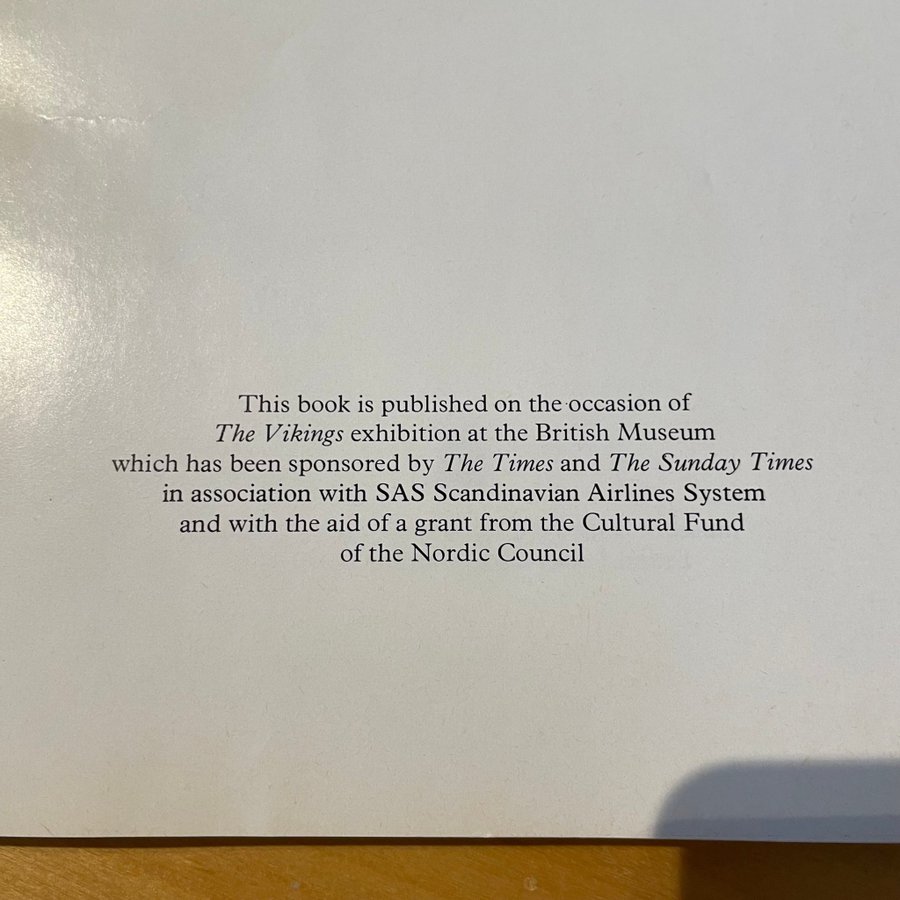 This book is published on the occasion of
The Vikings exhibition at the British Museum
which has been sponsored by The Times and The Sunday Times
in association with SAS Scandinavian Airlines System
and with the aid of a grant from the Cultural Fund
of the Nordic Council